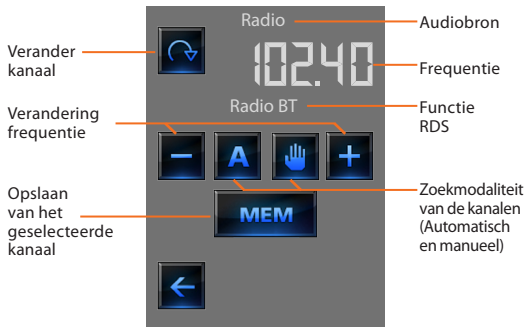 Radio
Audiobron
Verander
kanaal
102.40
Frequentie
Radio BT
Functie
RDS
Verandering
frequentie
−
A
+
Opslaan
van het
geselecteerde
kanaal
MEM
Zoekmodaliteit
van de kanalen
(Automatisch
en manueel)